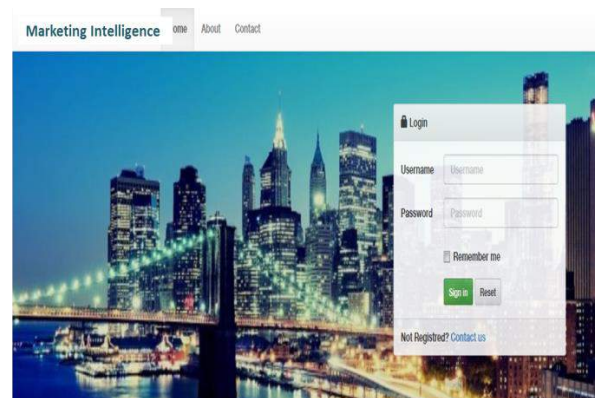 Marketing Intelligence ome About Contact
Login
Username Username
Password Password
Remember me
Sign in Reset
Not Registred? Contact us